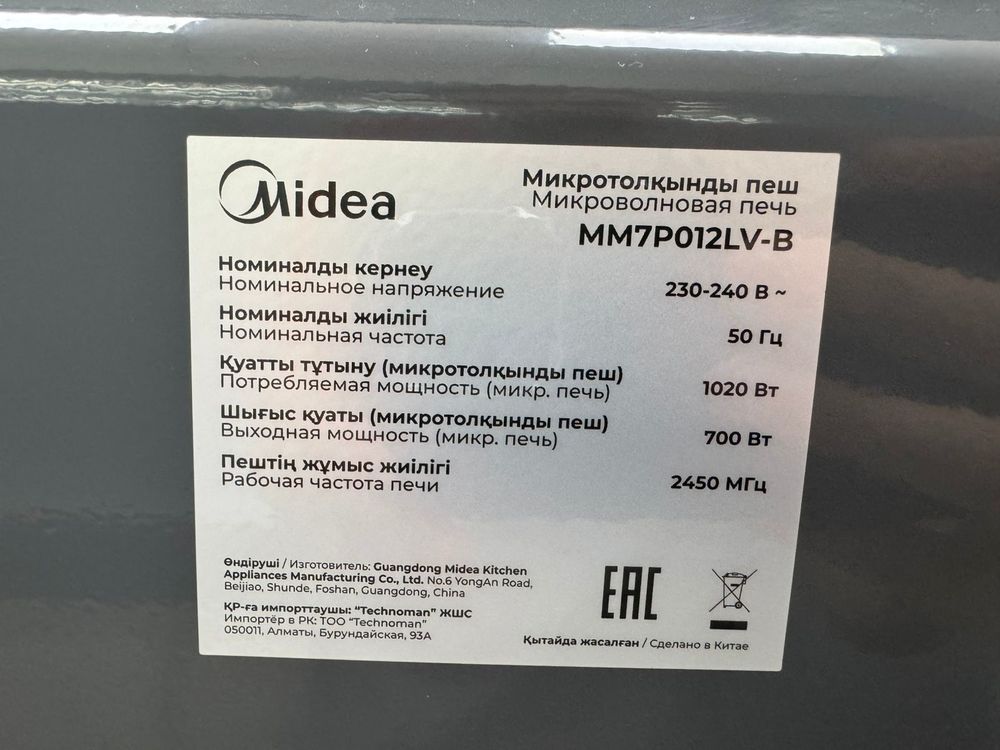 Midea
Микротолқынды пеш
Микроволновая печь
MM7P012LV-B
Номиналды кернеу
Номинальное напряжение
230-240 В ~
Номиналды жиілігі
Номинальная частота
50 Гц
Қуатты тұтыну (микротолқынды пеш)
Потребляемая мощность (микр. печь)
1020 Вт
Шығыс қуаты (микротолқынды пеш)
Выходная мощность (микр. печь)
700 Вт
Пештің жұмыс жиілігі
Рабочая частота печи
2450 МГц
Өндіруші / Изготовитель: Guangdong Midea Kitchen
Appliances Manufacturing Co., Ltd. No.6 YongAn Road,
Beijiao, Shunde, Foshan, Guangdong, China
ҚР-ға импорттаушы: "Technoman" ЖШС
Импортёр в РК: ТОО "Technoman"
050011, Алматы, Бурундайская, 93А
EAC
Қытайда жасалған / Сделано в Китае